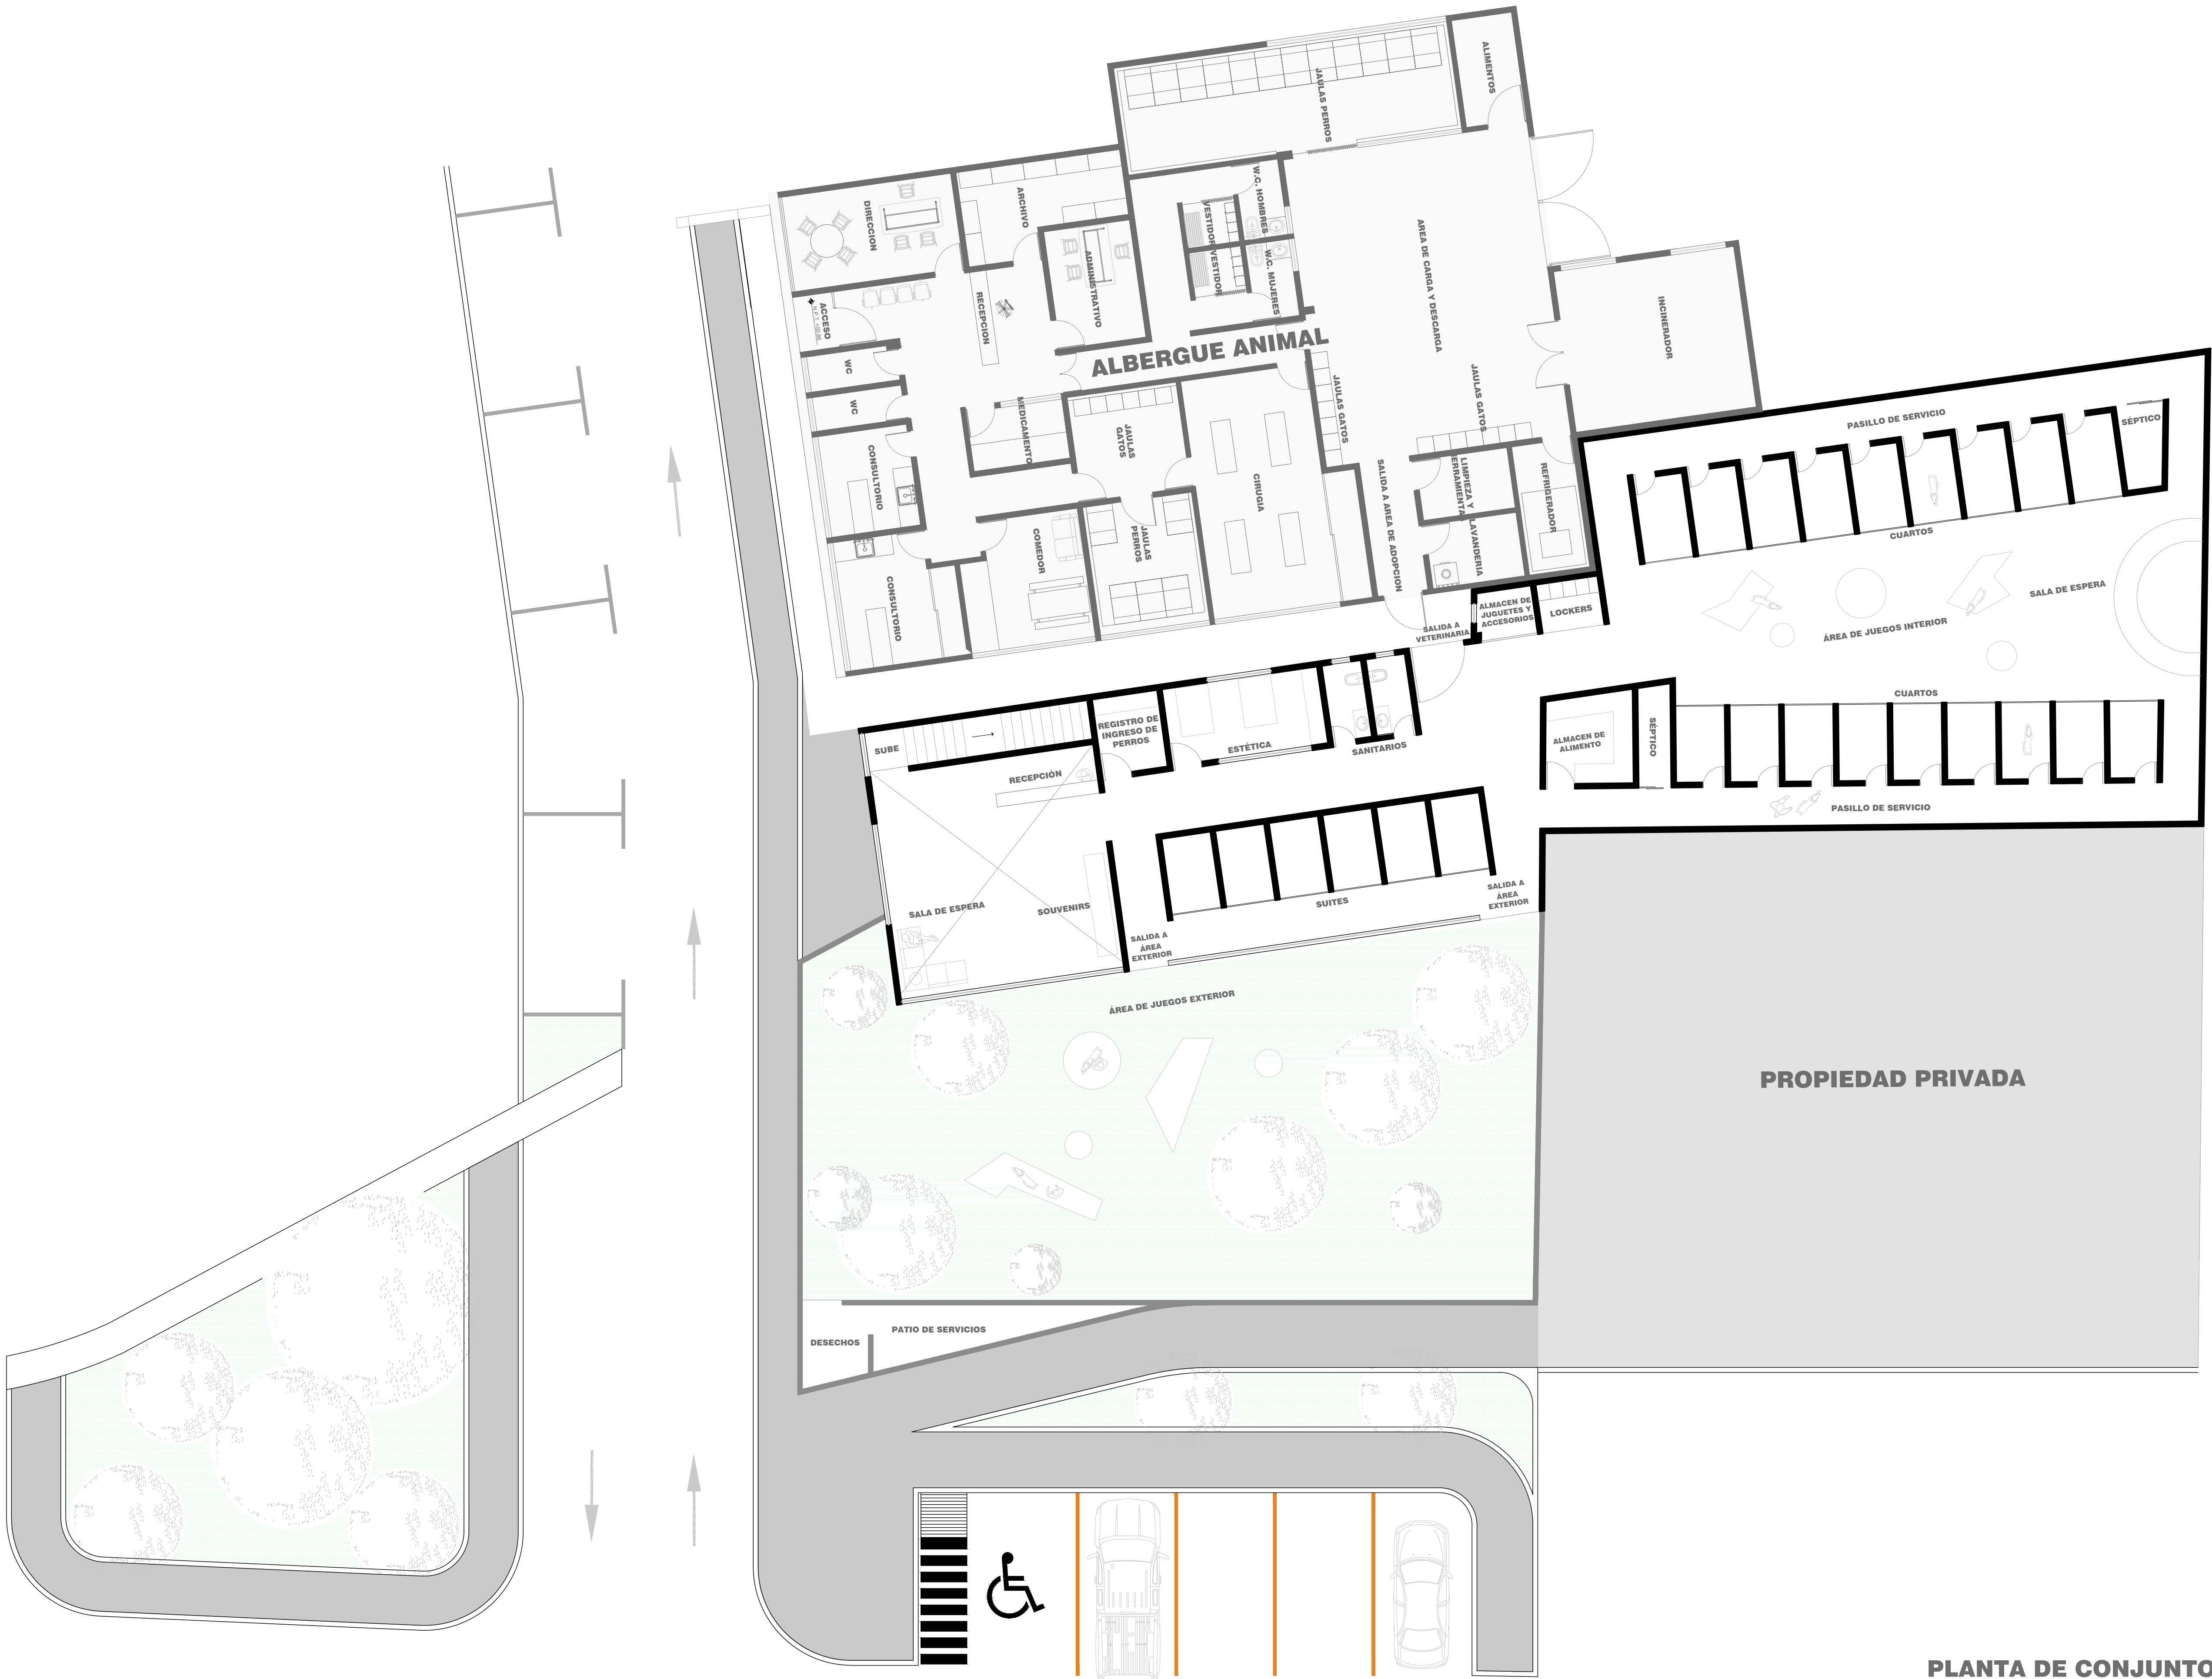 ALIMENTOS
JAULAS PERROS
W.C. HOMBRES
VESTIDOR
VESTIDOR
W.C. MUJERES
ARCHIVO
DIRECCION
ADMINISTRATIVO
RECEPCION
ACCESO
N.P.T. +00.86
AREA DE CARGA Y DESCARGA
INCINERADOR
ALBERGUE ANIMAL
WC
WC
MEDICAMENTO
JAULAS
GATOS
JAULAS GATOS
JAULAS GATOS
CONSULTORIO
CIRUGIA
SALIDA A AREA DE ADOPCION
LIMPIEZA Y
HERRAMIENTA
REFRIGERADOR
LAVANDERIA
COMEDOR
JAULAS
PERROS
CONSULTORIO
PASILLO DE SERVICIO
SÉPTICO
CUARTOS
SALA DE ESPERA
ÁREA DE JUEGOS INTERIOR
ALMACEN DE
JUGUETES Y
ACCESORIOS
LOCKERS
SALIDA A
VETERINARIA
CUARTOS
SUBE
REGISTRO DE
INGRESO DE
PERROS
ESTÉTICA
SANITARIOS
ALMACEN DE
ALIMENTO
SÉPTICO
RECEPCIÓN
PASILLO DE SERVICIO
SALA DE ESPERA
SOUVENIRS
SUITES
SALIDA A
ÁREA
EXTERIOR
SALIDA A
ÁREA
EXTERIOR
ÁREA DE JUEGOS EXTERIOR
PROPIEDAD PRIVADA
PATIO DE SERVICIOS
DESECHOS
PLANTA DE CONJUNTO